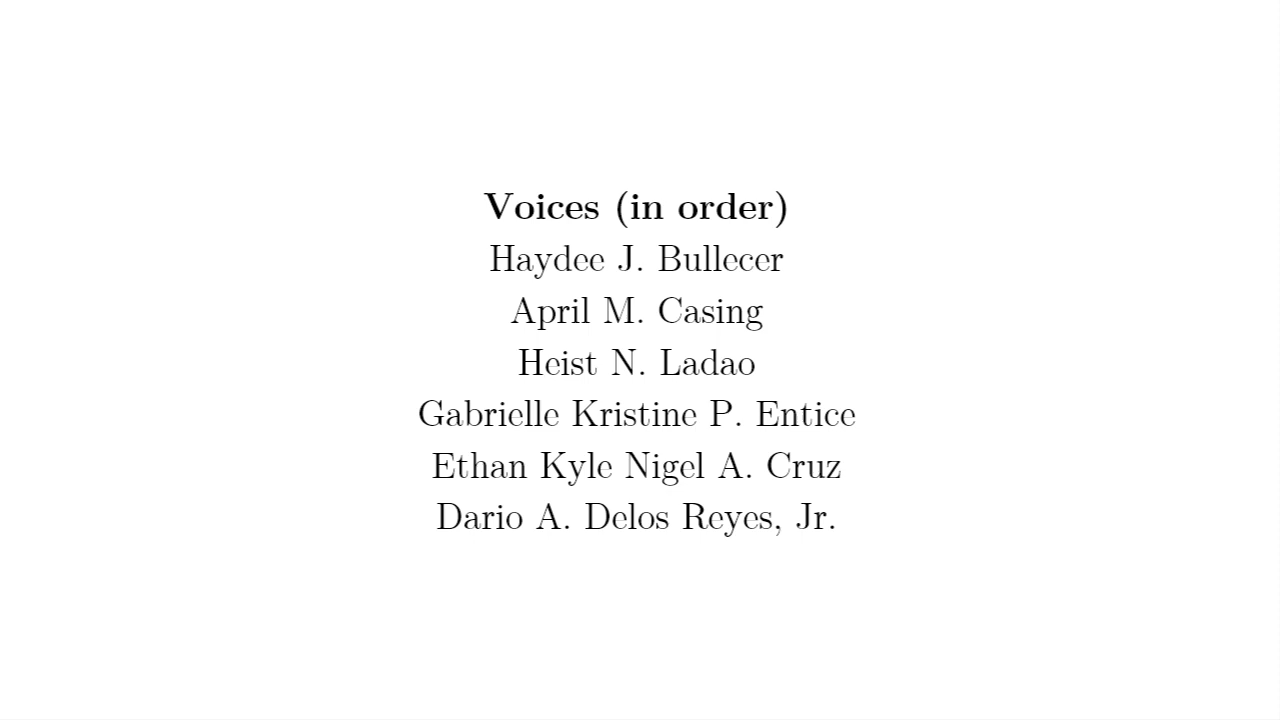 Voices (in order)
Haydee J. Bullecer
April M. Casing
Heist N. Ladao
Gabrielle Kristine P. Entice
Ethan Kyle Nigel A. Cruz
Dario A. Delos Reyes, Jr.